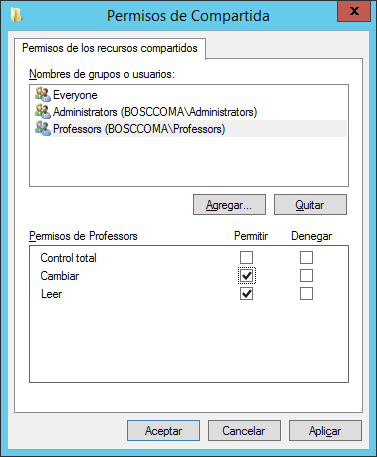 Permisos de Compartida
x
Permisos de los recursos compartidos
Nombres de grupos o usuarios:
Everyone
Administrators (BOSCCOMA\Administrators)
Professors (BOSCCOMA\Professors)
Agregar... Quitar
Permisos de Professors Permitir Denegar
Control total
Cambiar
Leer
Aceptar Cancelar Aplicar